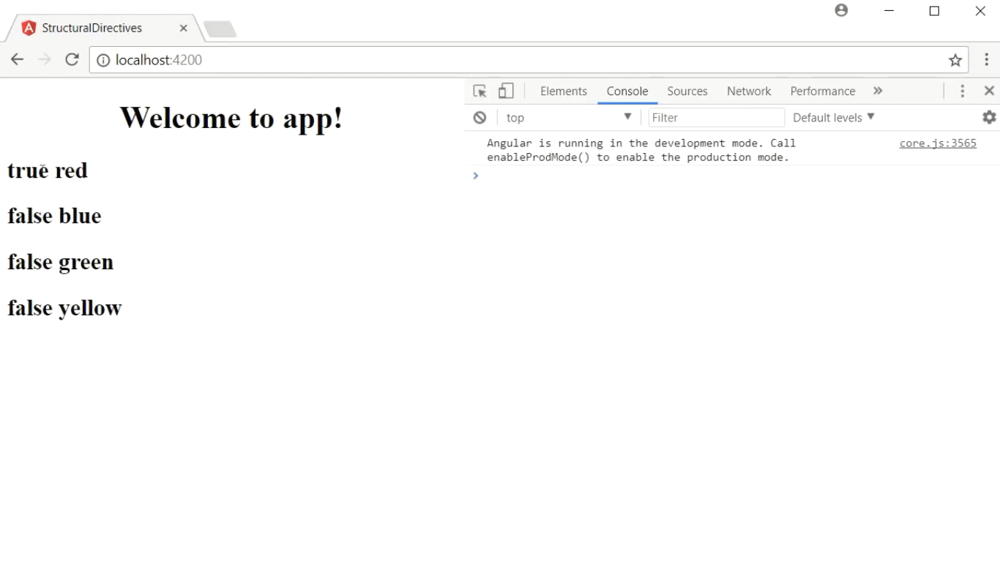 StructuralDirectives
localhost:4200
Welcome to app!
true red
false blue
false green
false yellow
Elements Console Sources Network Performance »
top Filter Default levels
Angular is running in the development mode. Call core.js:3565
enableProdMode() to enable the production mode.